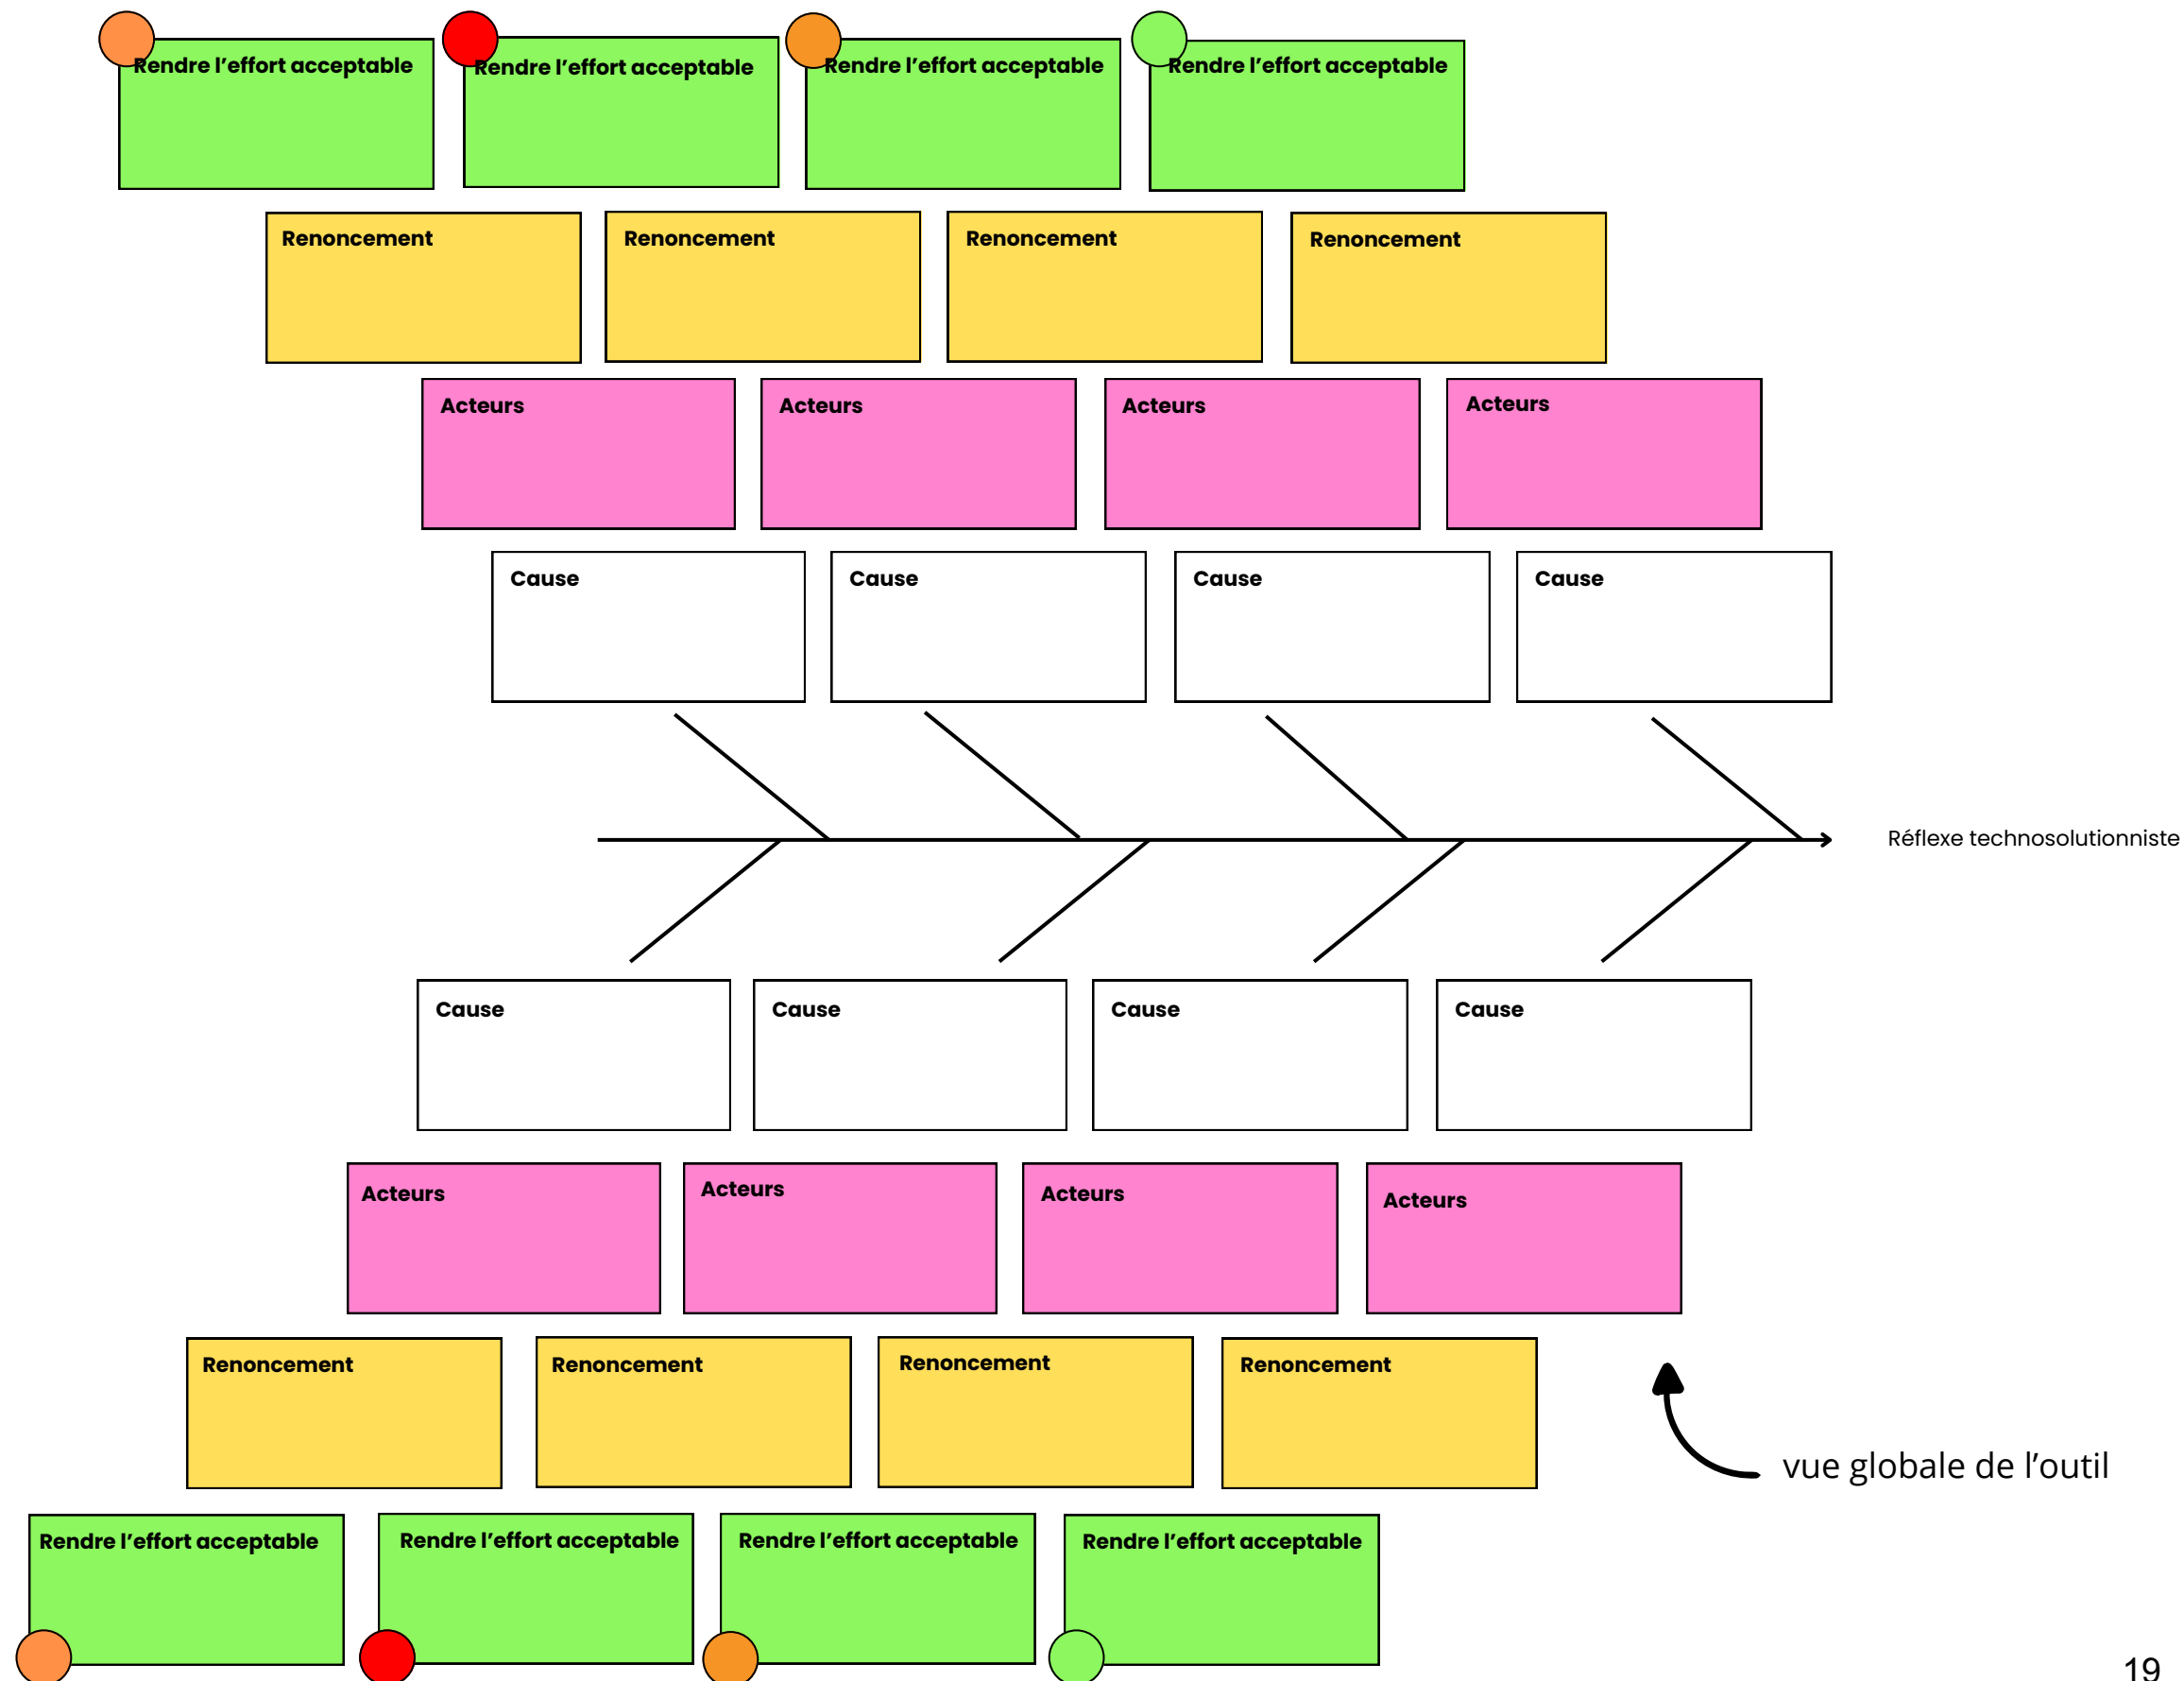 Rendre l’effort acceptable
Rendre l’effort acceptable
Rendre l’effort acceptable
Rendre l’effort acceptable
Renoncement
Renoncement
Renoncement
Renoncement
Acteurs
Acteurs
Acteurs
Acteurs
Cause
Cause
Cause
Cause
Réflexe technosolutionniste
Cause
Cause
Cause
Cause
Acteurs
Acteurs
Acteurs
Acteurs
Renoncement
Renoncement
Renoncement
Renoncement
vue globale de l’outil
Rendre l’effort acceptable
Rendre l’effort acceptable
Rendre l’effort acceptable
Rendre l’effort acceptable
19